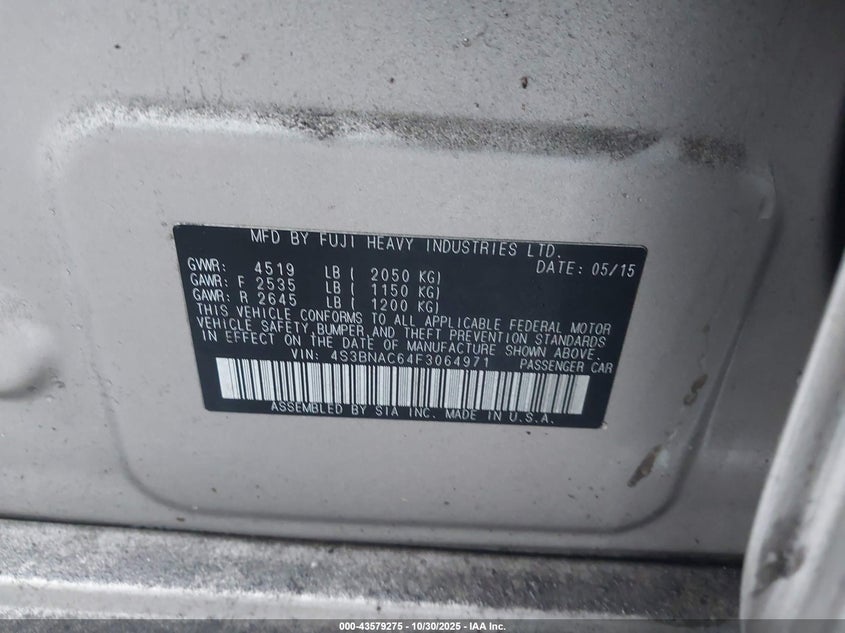 MFD BY FUJI HEAVY INDUSTRIES LTD.
GVWR: 4519 LB ( 2050 KG) DATE: 05/15
GAWR: F 2535 LB ( 1150 KG)
GAWR: R 2645 LB ( 1200 KG)
THIS VEHICLE CONFORMS TO ALL APPLICABLE FEDERAL MOTOR
VEHICLE SAFETY, BUMPER, AND THEFT PREVENTION STANDARDS
IN EFFECT ON THE DATE OF MANUFACTURE SHOWN ABOVE.
VIN: 4S3BNAC64F3064971 PASSENGER CAR
ASSEMBLED BY SIA INC. MADE IN U.S.A.
000-43579275 - 10/30/2025 - IAA Inc.